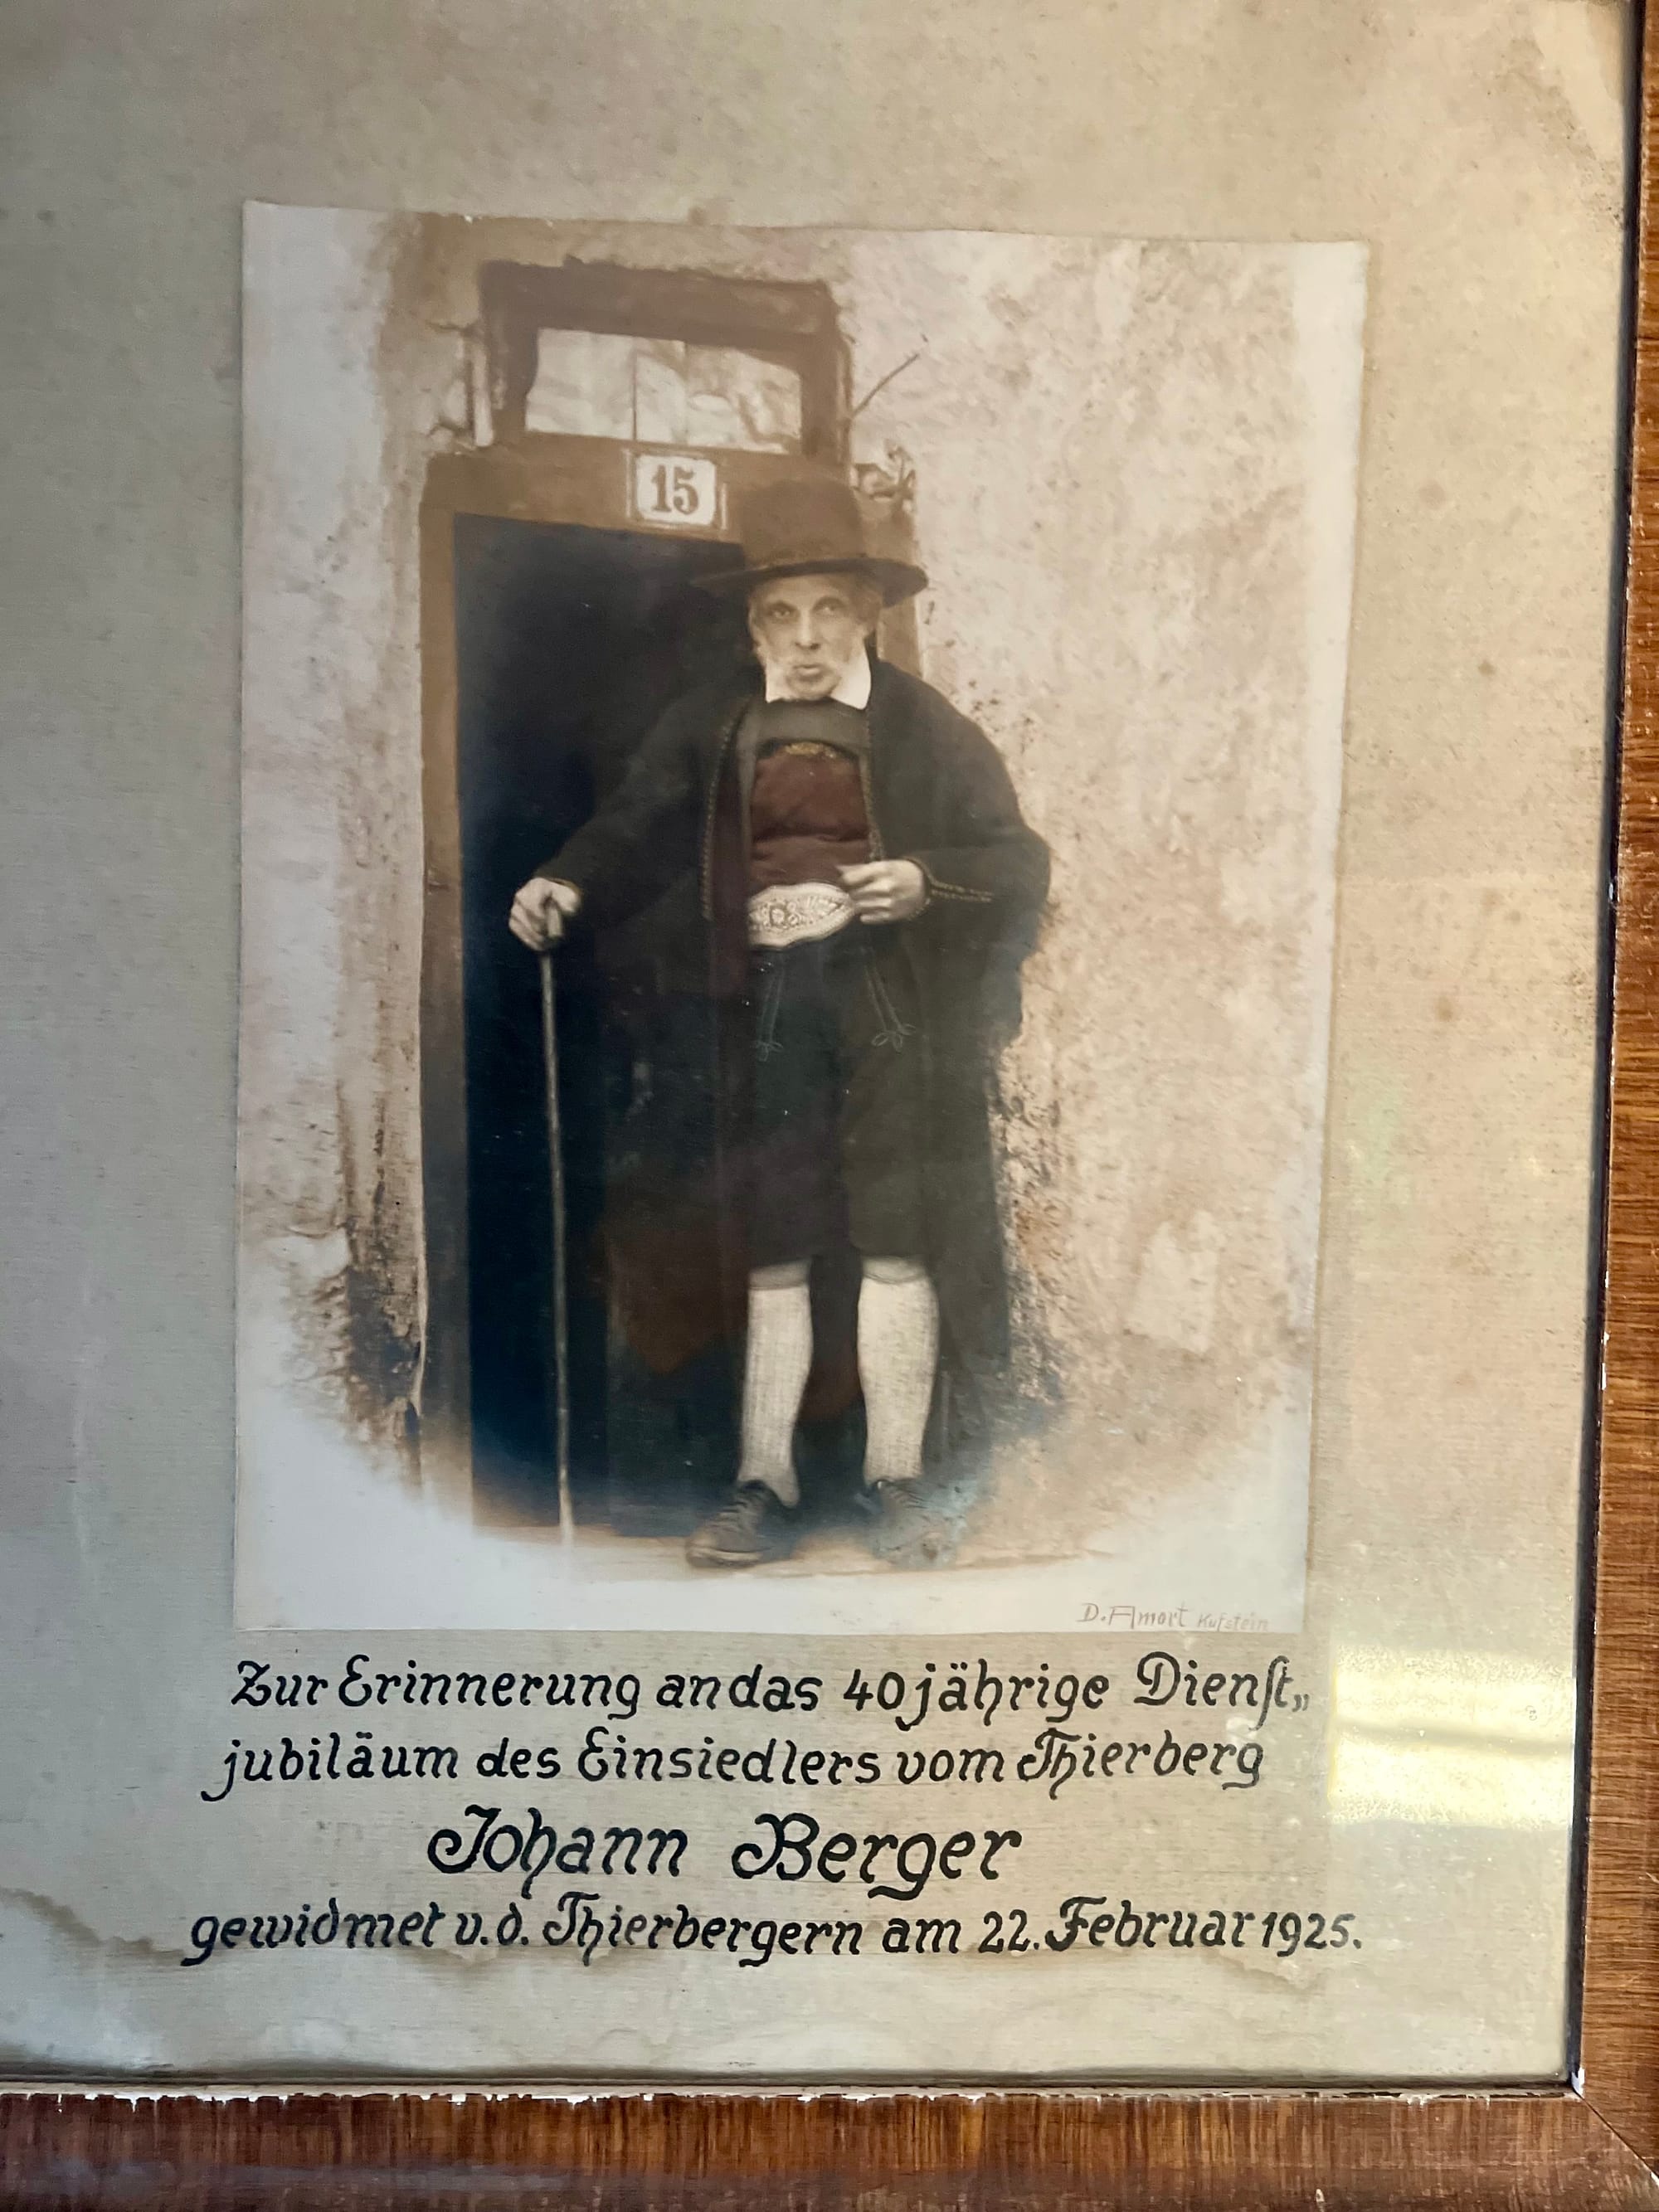 15
D. Amort Kufstein
Zur Erinnerung an das 40 jährige Dienſt„
jubiläum des Einsiedlers vom Thierberg
Johann Berger
gewidmet v. d. Thierbergern am 22. Februar 1925.